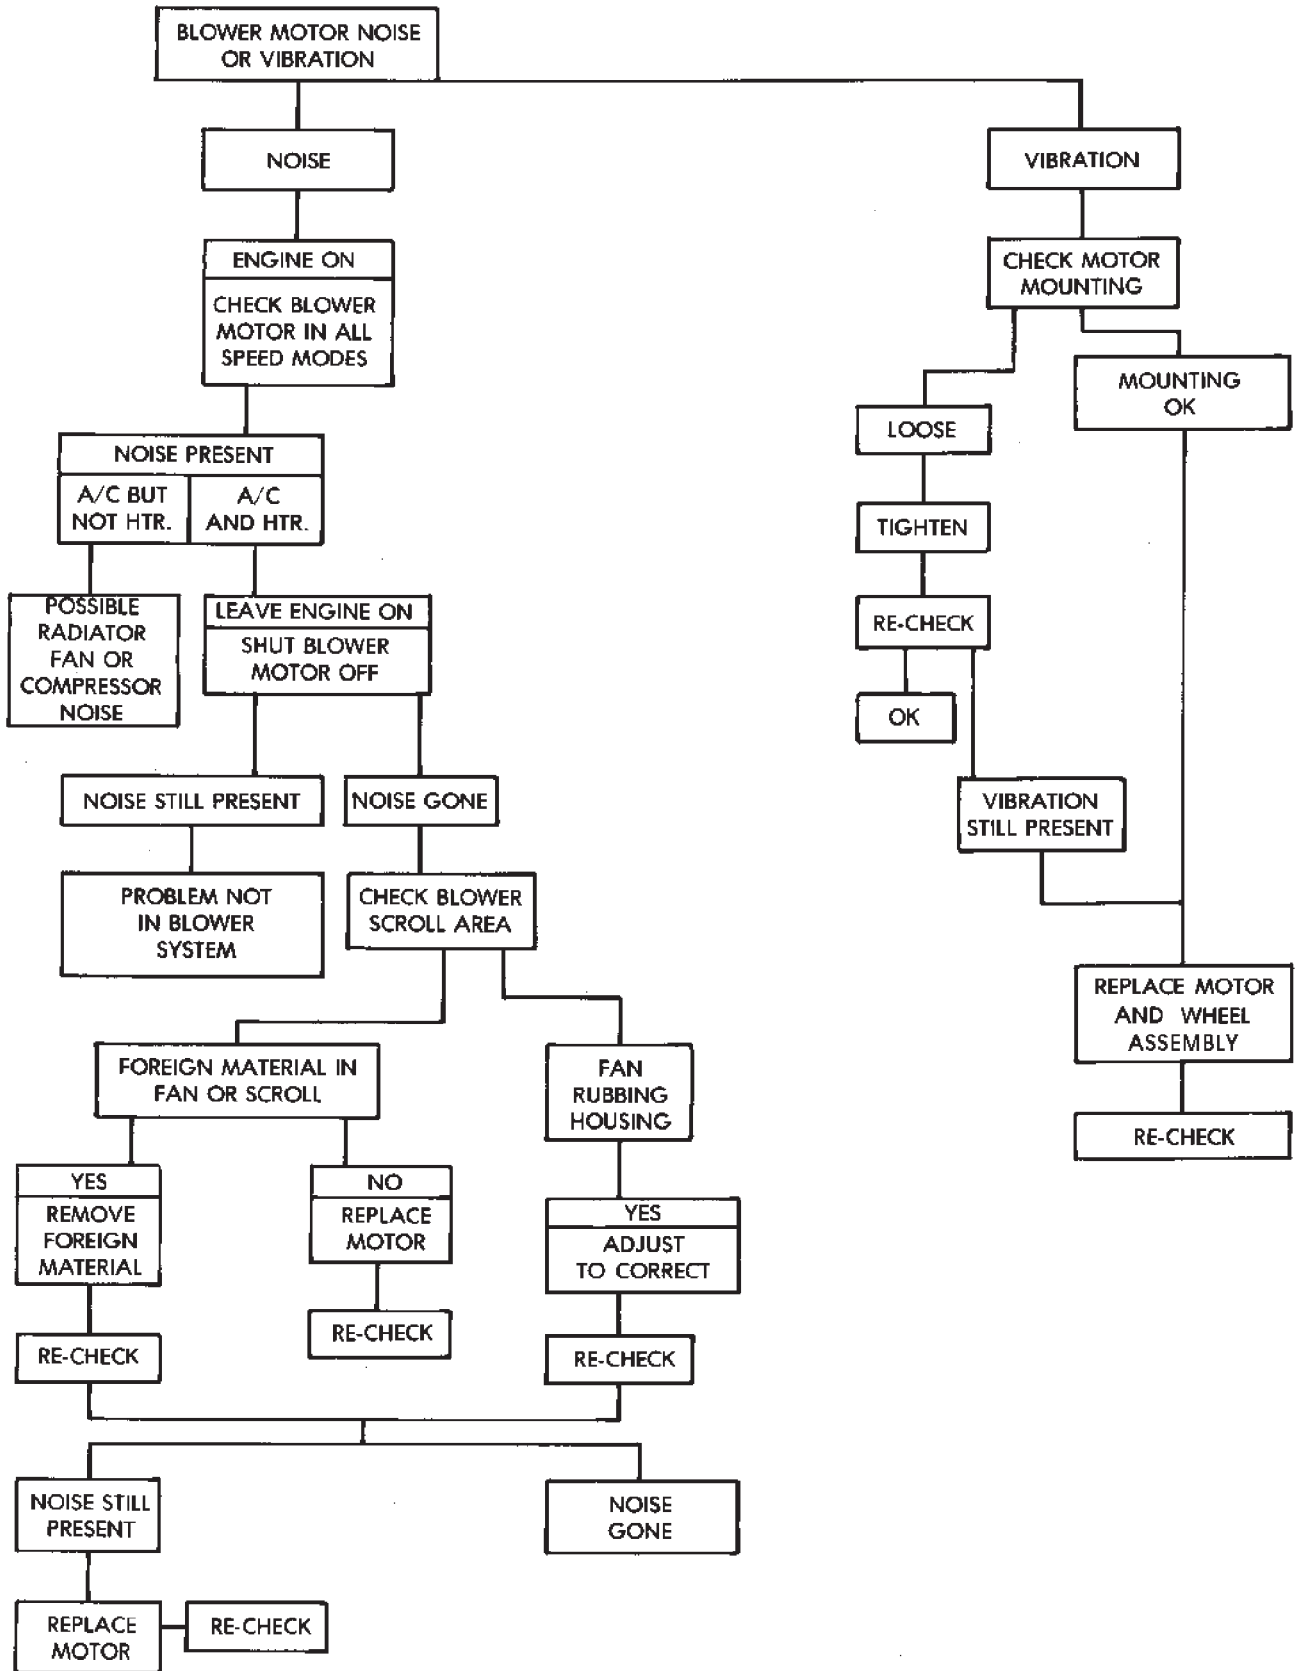 BLOWER MOTOR NOISE
OR VIBRATION
NOISE
VIBRATION
ENGINE ON
CHECK BLOWER
MOTOR IN ALL
SPEED MODES
CHECK MOTOR
MOUNTING
MOUNTING
OK
LOOSE
NOISE PRESENT
A/C BUT
NOT HTR.
A/C
AND HTR.
TIGHTEN
POSSIBLE
RADIATOR
FAN OR
COMPRESSOR
NOISE
LEAVE ENGINE ON
SHUT BLOWER
MOTOR OFF
RE-CHECK
OK
NOISE STILL PRESENT
NOISE GONE
VIBRATION
STILL PRESENT
PROBLEM NOT
IN BLOWER
SYSTEM
CHECK BLOWER
SCROLL AREA
REPLACE MOTOR
AND WHEEL
ASSEMBLY
FOREIGN MATERIAL IN
FAN OR SCROLL
FAN
RUBBING
HOUSING
RE-CHECK
YES
REMOVE
FOREIGN
MATERIAL
NO
REPLACE
MOTOR
YES
ADJUST
TO CORRECT
RE-CHECK
RE-CHECK
RE-CHECK
NOISE STILL
PRESENT
NOISE
GONE
REPLACE
MOTOR
RE-CHECK